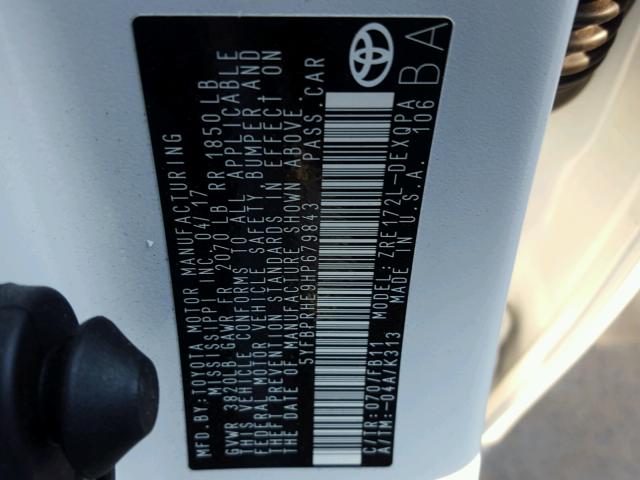 MFD.BY:TOYOTA MOTOR MANUFACTURING
MISSISSIPPI INC. 04/17
GVWR 3820LB GAWR FR 2070 LB RR 1850 LB
THIS VEHICLE CONFORMS TO ALL APPLICABLE
FEDERAL MOTOR VEHICLE SAFETY, BUMPER AND
THEFT PREVENTION STANDARDS IN EFFECT ON
THE DATE OF MANUFACTURE SHOWN ABOVE.
5YFBPRHE9HP679843 PASS.CAR
C/TR:070/FB11 MODEL:ZRE172L-DEXQPA
A/TM:-04A/K313 MADE IN U.S.A. 106
BA